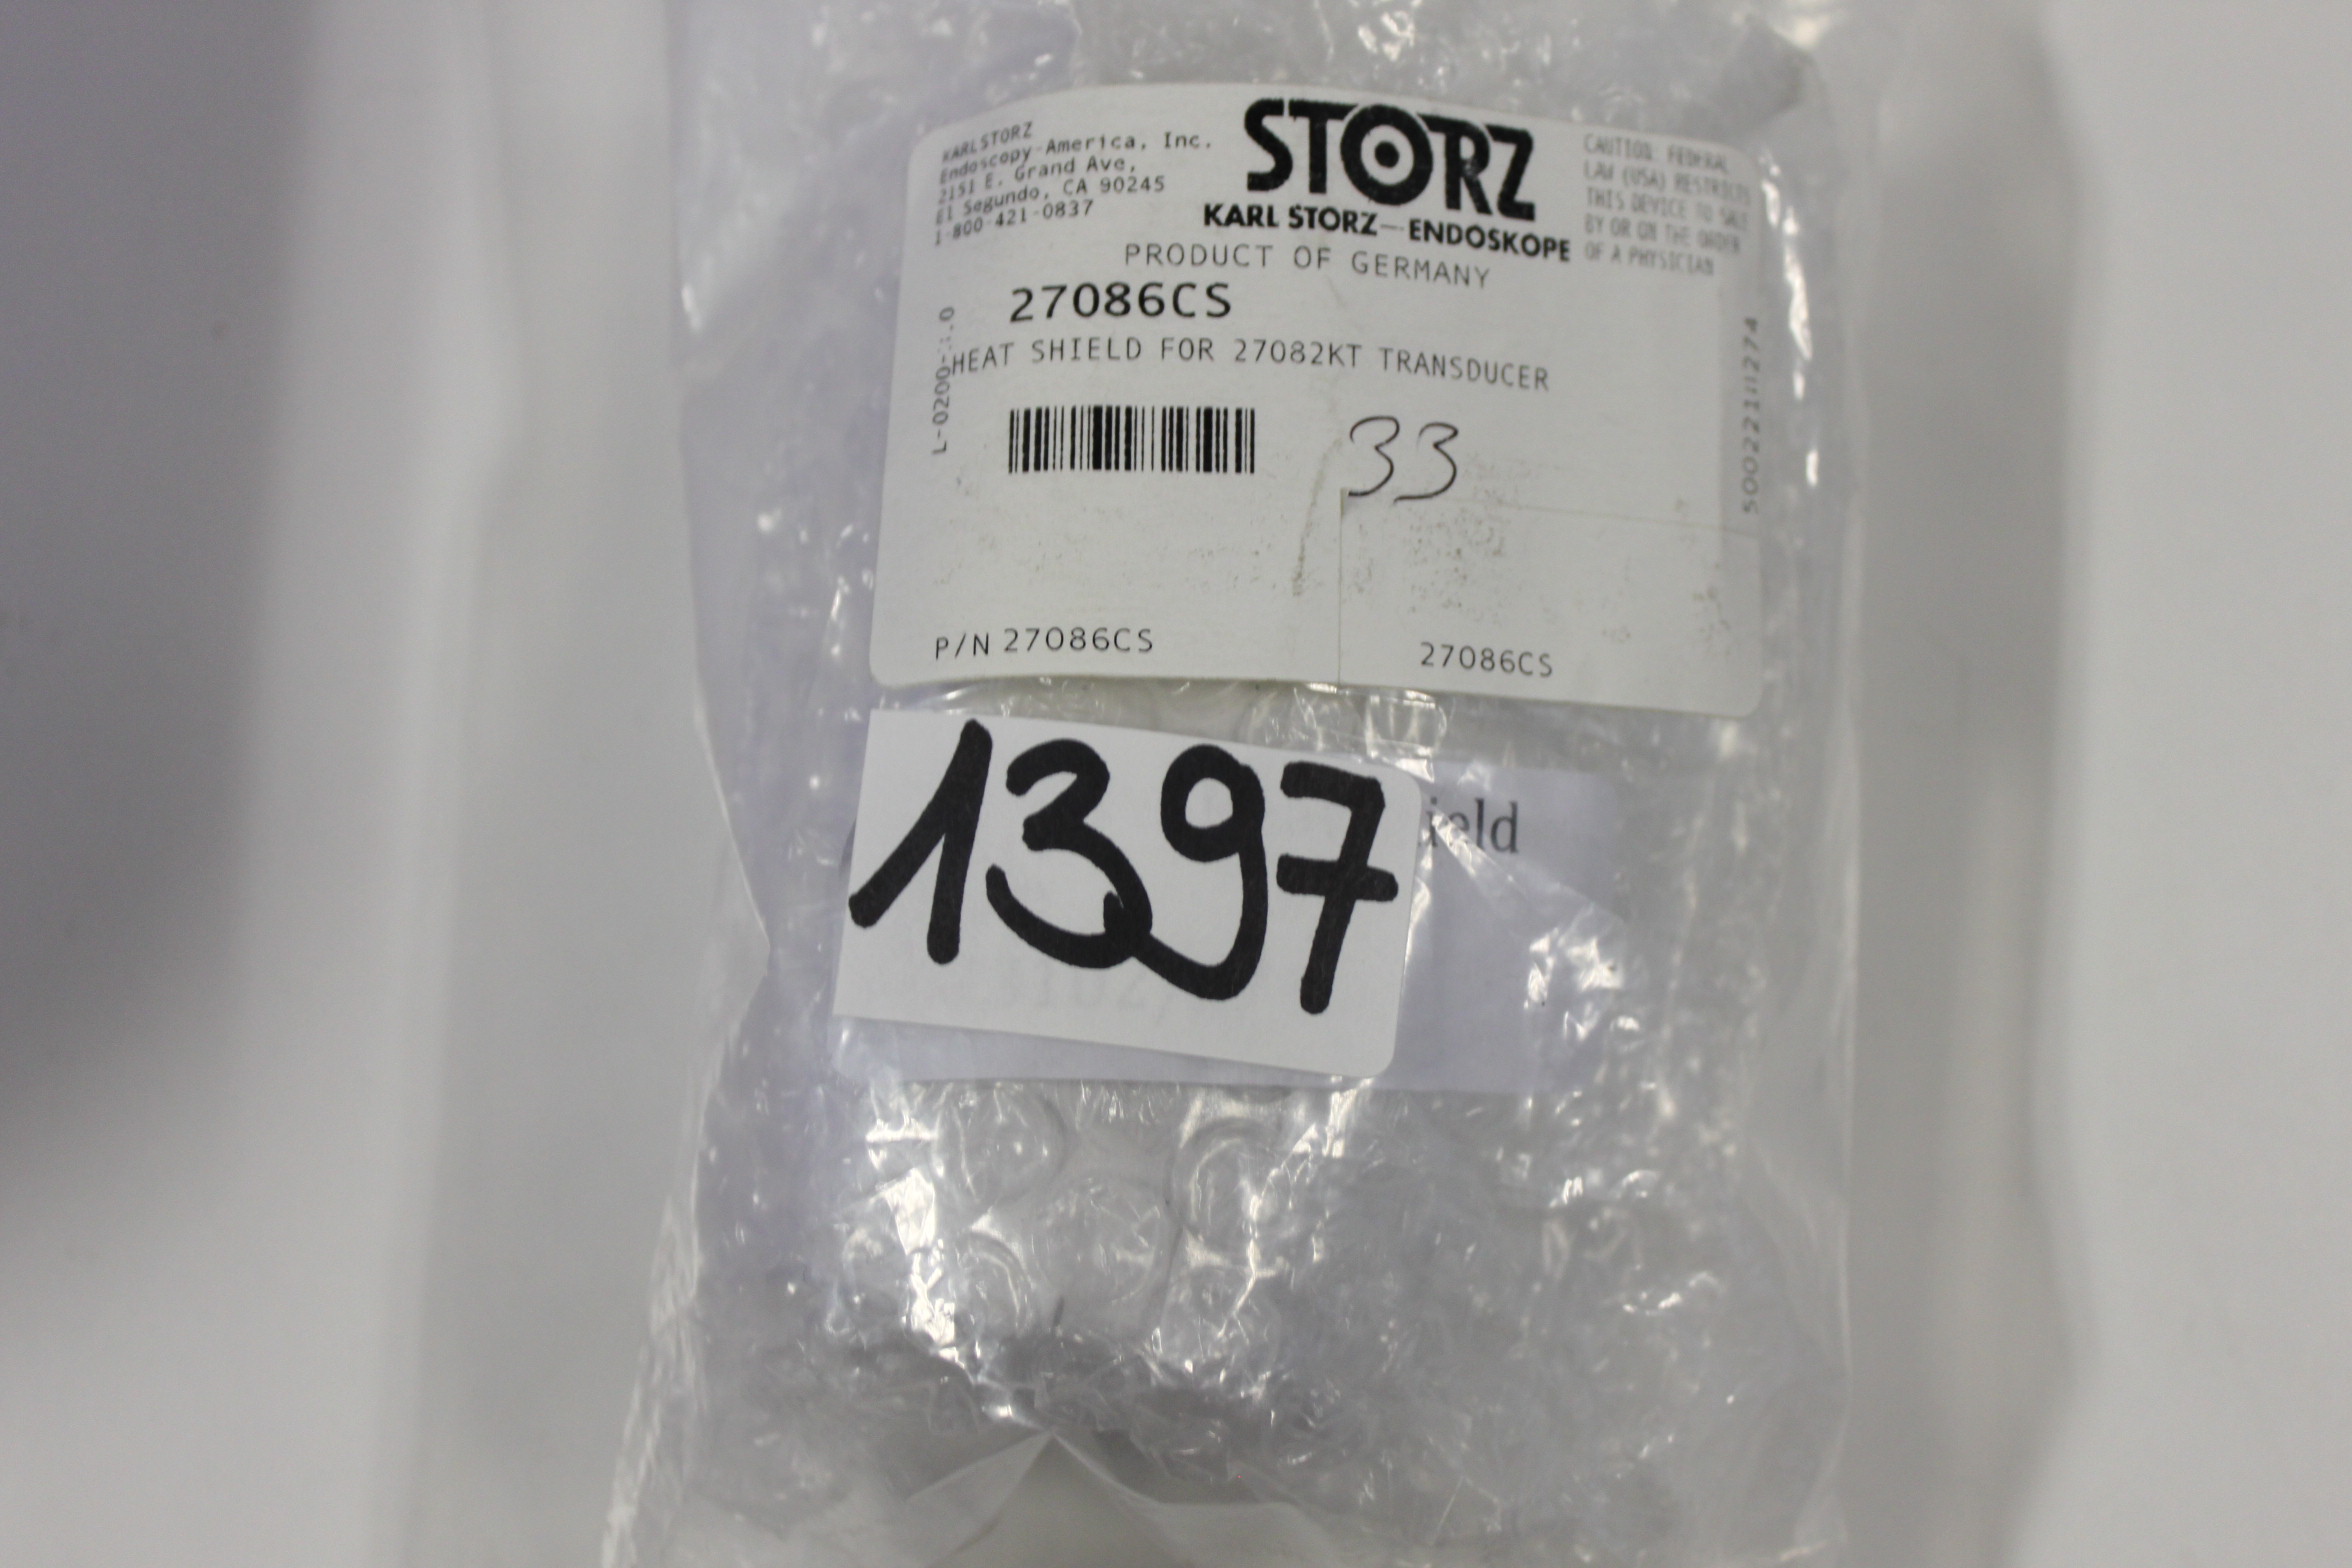 KARL STORZ
Endoscopy-America, Inc.
2151 E. Grand Ave,
El Segundo, CA 90245
1-800-421-0837
STORZ
KARL STORZ—ENDOSKOPE
CAUTION: FEDERAL
LAW (USA) RESTRICTS
THIS DEVICE TO SALE
BY OR ON THE ORDER
OF A PHYSICIAN
PRODUCT OF GERMANY
27086CS
HEAT SHIELD FOR 27082KT TRANSDUCER
33
P/N 27086CS
27086CS
1397
ield